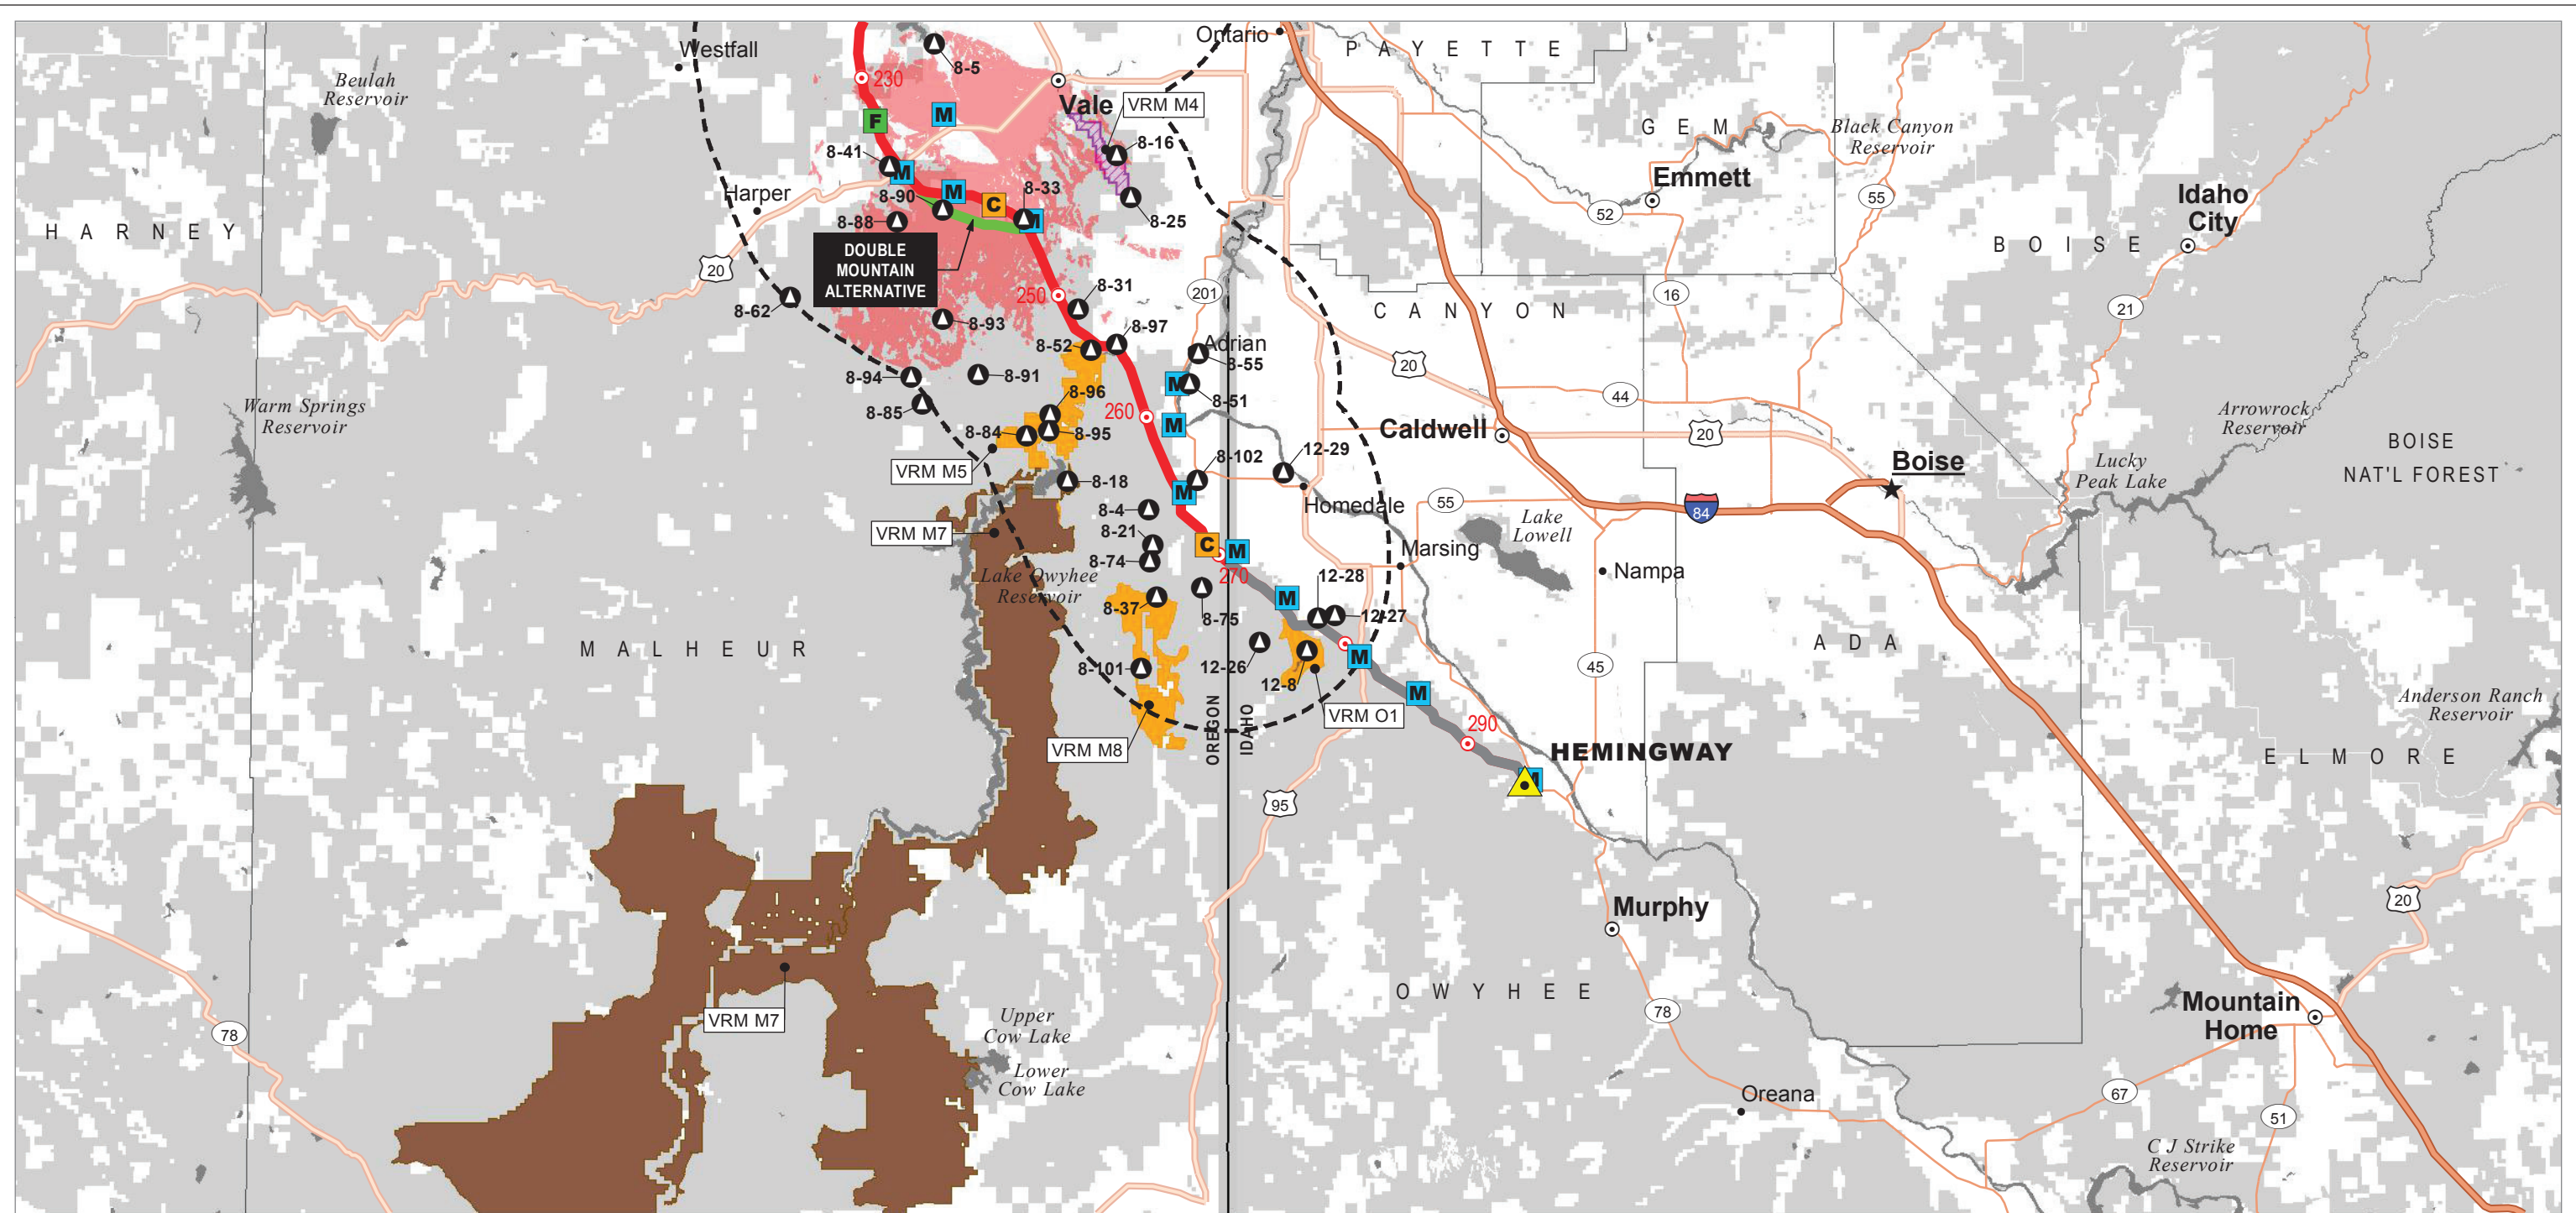 Westfall
Beulah
Reservoir
230
8-5
F
M
Vale
VRM M4
Ontario
P A Y E T T E
G E M
Black Canyon
Reservoir
Emmett
52
55
Idaho
City
B O I S E
H A R N E Y
Harper
8-41
M
8-90
M
C
8-33
M
8-16
8-25
8-88
DOUBLE
MOUNTAIN
ALTERNATIVE
20
8-62
250
8-31
201
8-93
8-97
8-52
Adrian
8-55
C A N Y O N
16
21
20
8-94
8-91
8-85
8-96
260
M
8-51
44
Warm Springs
Reservoir
8-84
8-95
M
Caldwell
20
Arrowrock
Reservoir
BOISE
NAT'L FOREST
VRM M5
8-102
12-29
Boise
Lucky
Peak Lake
8-18
M
Homedale
55
84
8-4
Lake
Lowell
VRM M7
8-21
C
M
Marsing
8-74
270
Nampa
Lake Owyhee
Reservoir
8-37
8-75
M
12-28
12-27
M A L H E U R
A D A
8-101
12-26
12-8
M
45
OREGON
IDAHO
M
Anderson Ranch
Reservoir
VRM O1
290
VRM M8
HEMINGWAY
M
E L M O R E
95
20
Murphy
VRM M7
O W Y H E E
78
78
Upper
Cow Lake
Lower
Cow Lake
Mountain
Home
Oreana
67
51
C J Strike
Reservoir